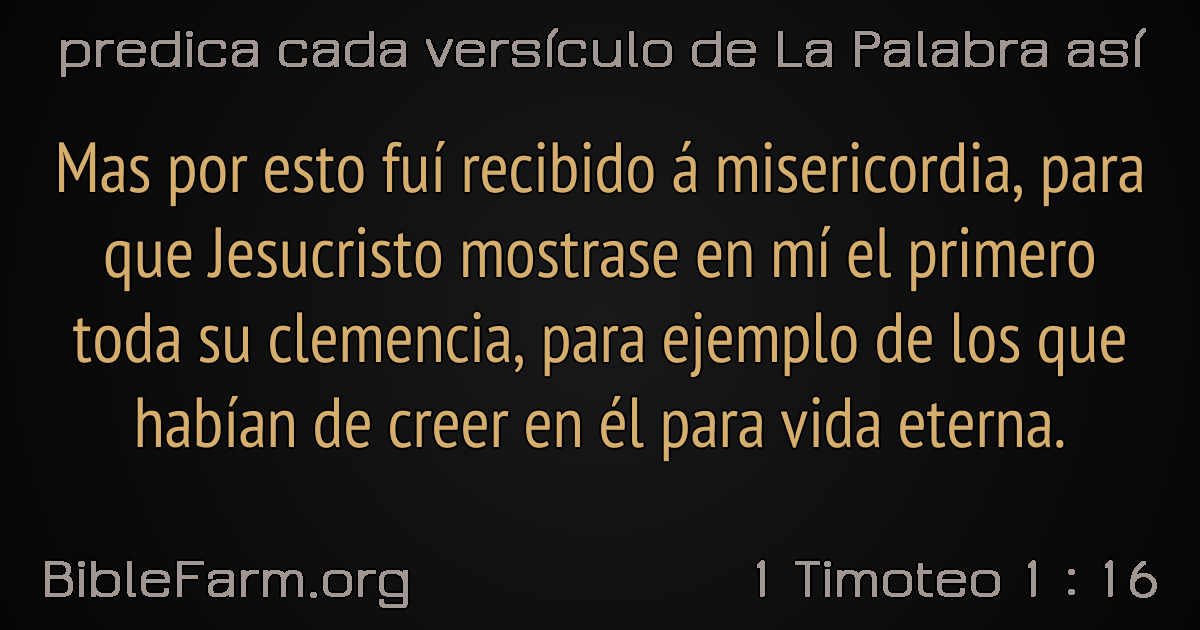 predica cada versículo de La Palabra así
Mas por esto fuí recibido á misericordia, para
que Jesucristo mostrase en mí el primero
toda su clemencia, para ejemplo de los que
habían de creer en él para vida eterna.
BibleFarm.org
1 Timoteo 1 : 16